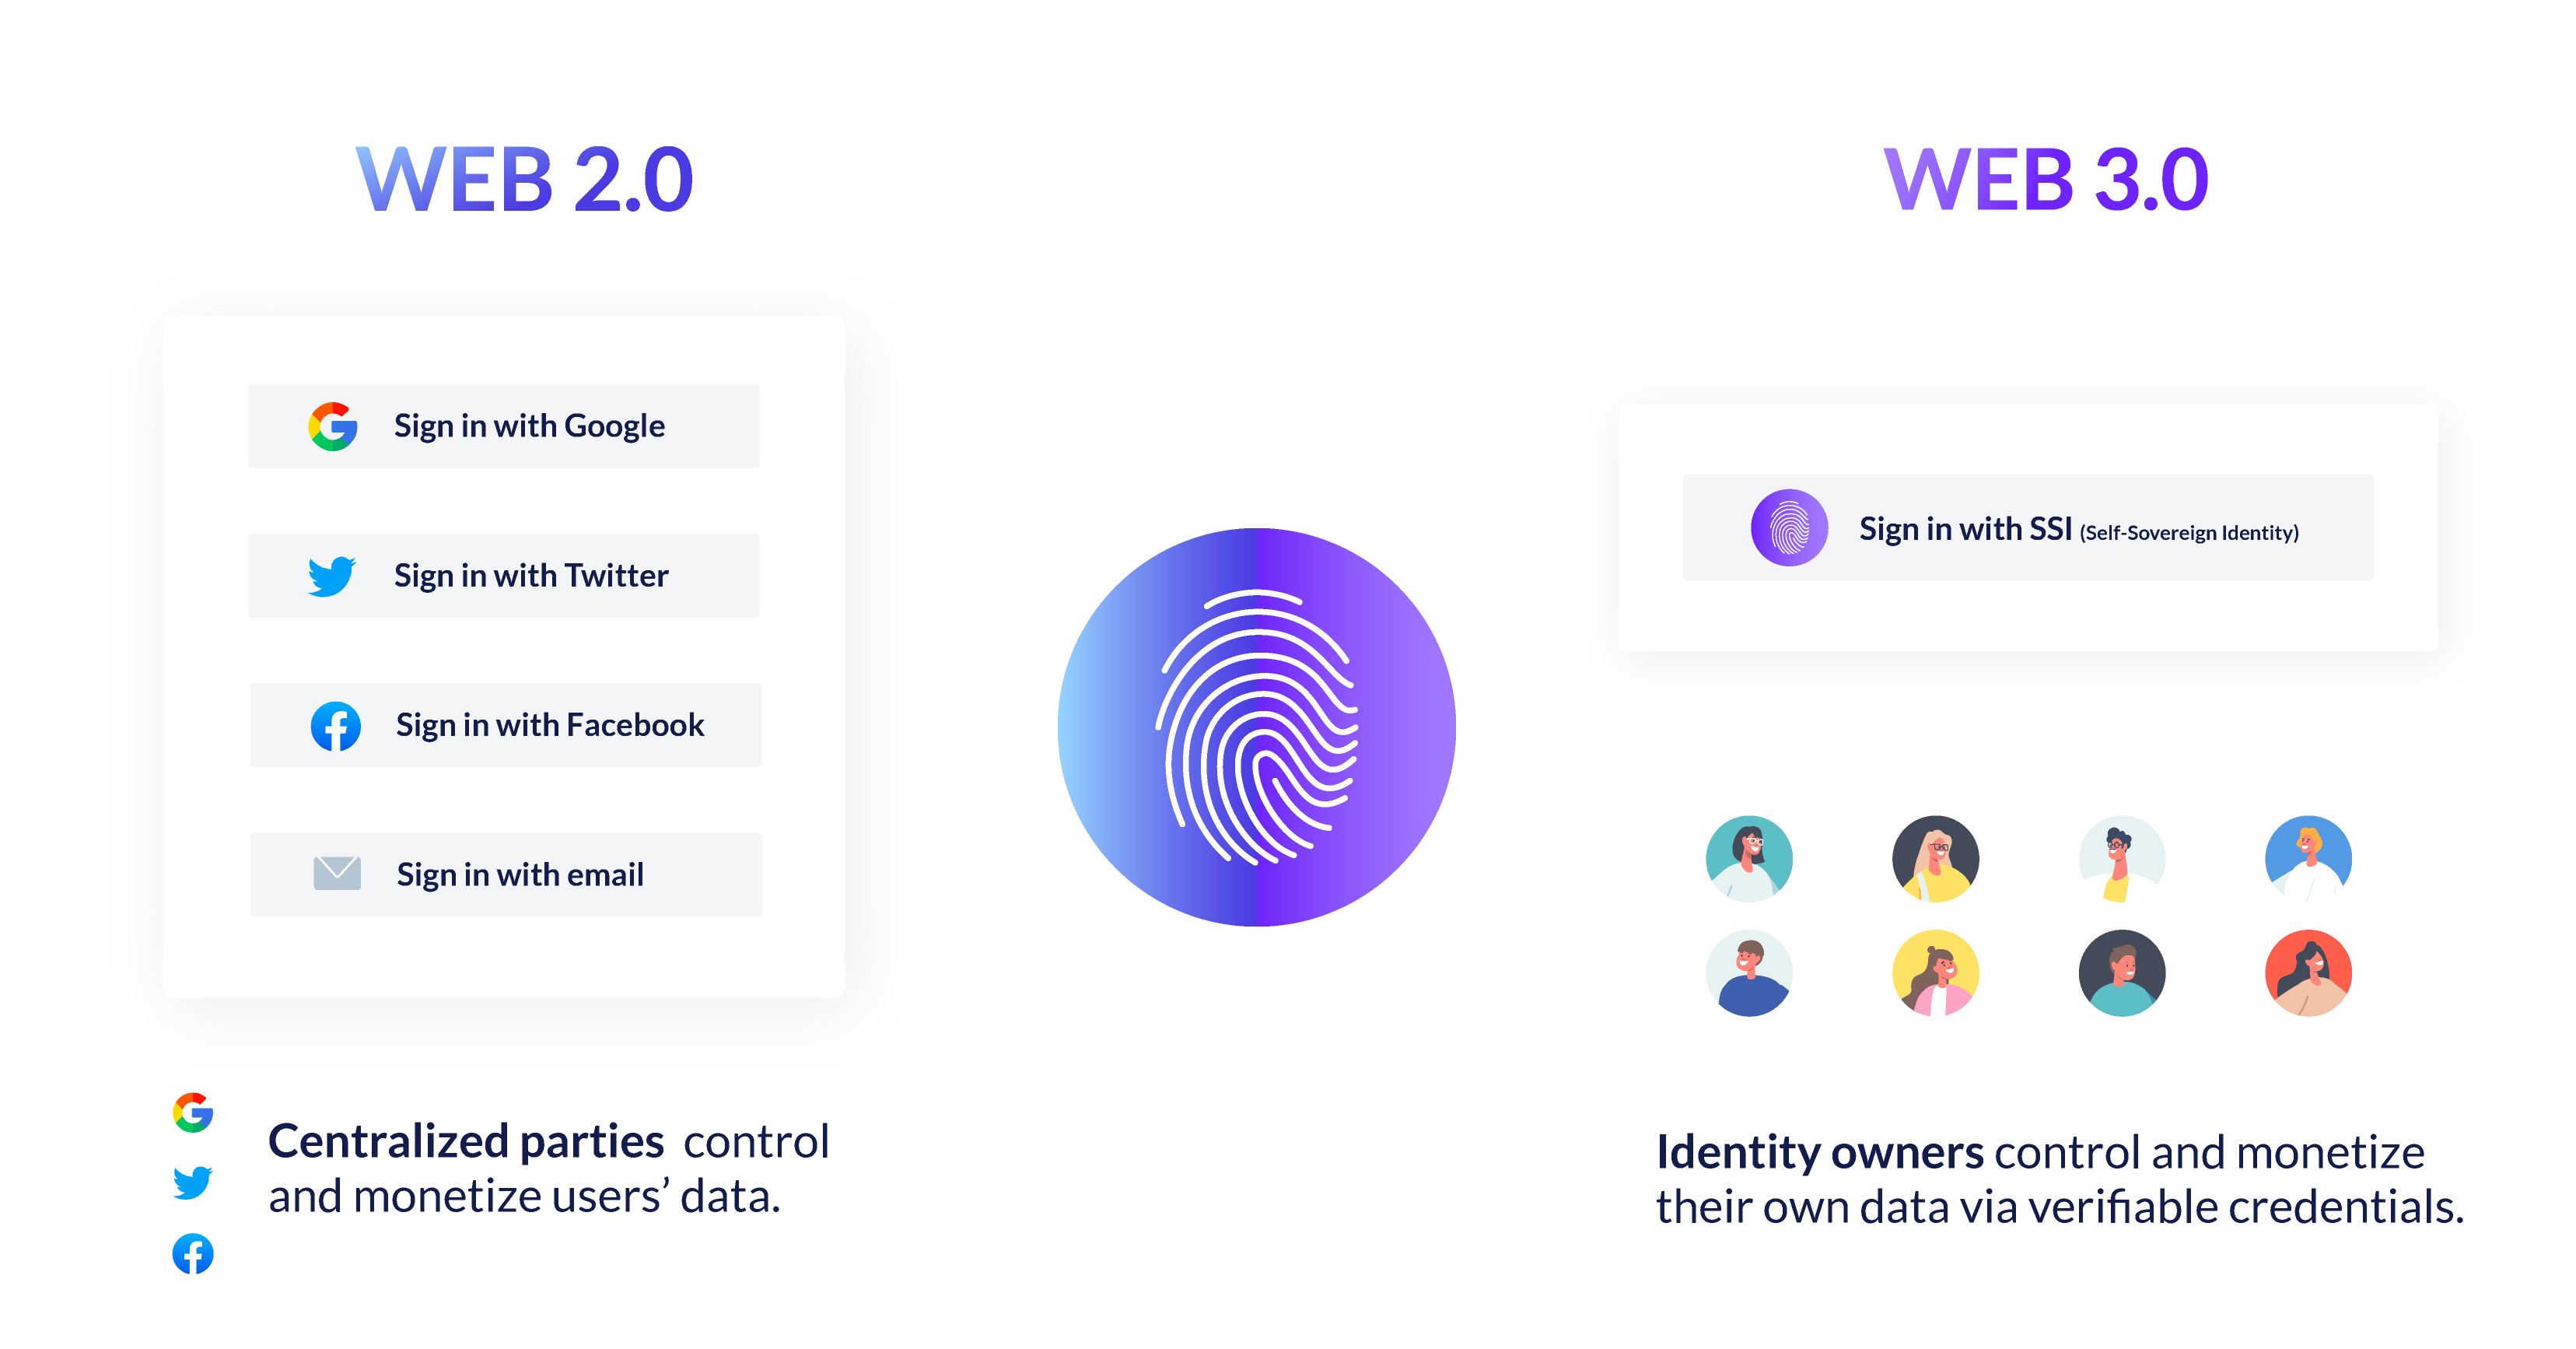 WEB 2.0
Sign in with Google
Sign in with Twitter
Sign in with Facebook
Sign in with email
Centralized parties control
and monetize users’ data.
WEB 3.0
Sign in with SSI (Self-Sovereign Identity)
Identity owners control and monetize
their own data via verifiable credentials.